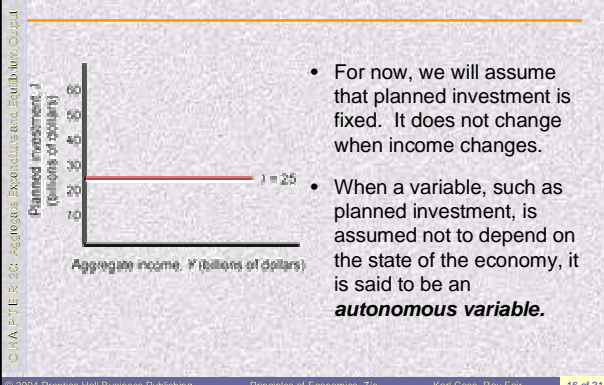 CHAPTER 20: Aggregate Expenditure and Equilibrium Output
Planned investment, I
(billions of dollars)
60
50
40
30
20
10
I = 25
Aggregate income, Y (billions of dollars)
• For now, we will assume
that planned investment is
fixed. It does not change
when income changes.
• When a variable, such as
planned investment, is
assumed not to depend on
the state of the economy, it
is said to be an
autonomous variable.
© 2004 Prentice Hall Business Publishing
Principles of Economics, 7/e
Karl Case, Ray Fair
16 of 31